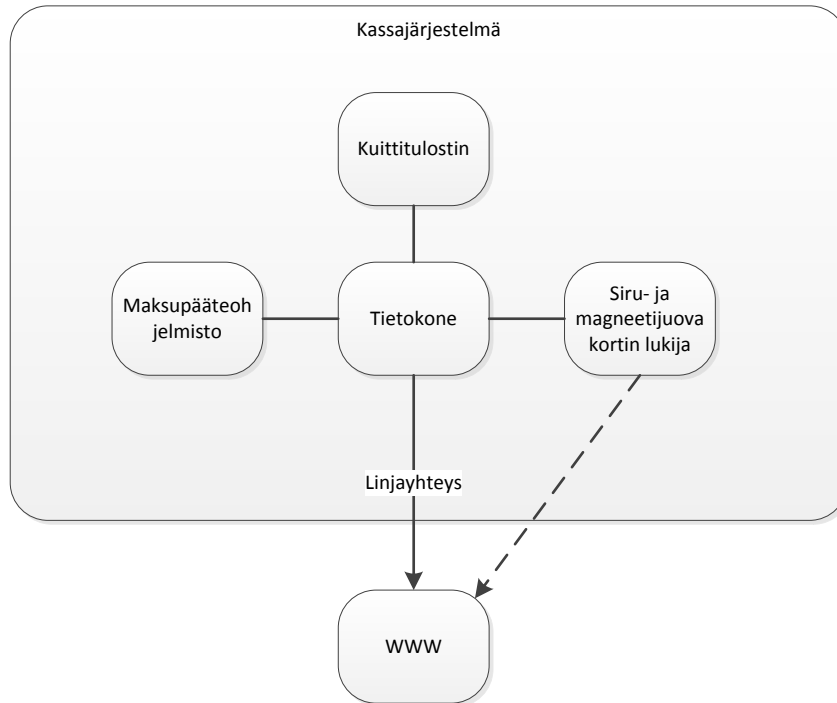 Kassajärjestelmä
Kuittitulostin
Maksupääteoh
jelmisto
Tietokone
Siru- ja
magneetijuova
kortin lukija
Linjayhteys
WWW